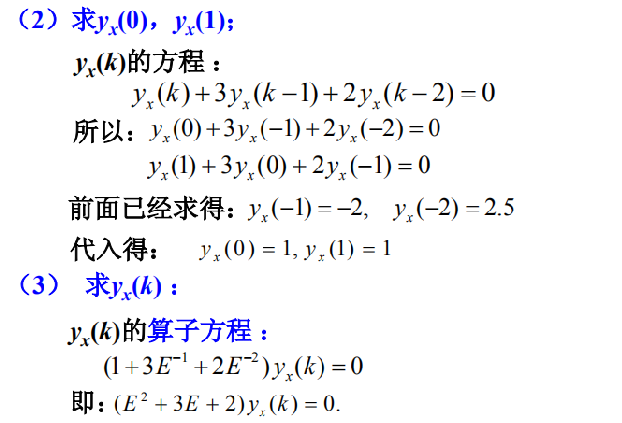 （2）求yₓ(0)，yₓ(1)；
yₓ(k)的方程：
yₓ(k)+3yₓ(k−1)+2yₓ(k−2)=0
所以：yₓ(0)+3yₓ(−1)+2yₓ(−2)=0
yₓ(1)+3yₓ(0)+2yₓ(−1)=0
前面已经求得：yₓ(−1)=−2, yₓ(−2)=2.5
代入得： yₓ(0)=1, yₓ(1)=1
（3） 求yₓ(k)：
yₓ(k)的算子方程：
(1+3E⁻¹+2E⁻²)yₓ(k)=0
即：(E²+3E+2)yₓ(k)=0.